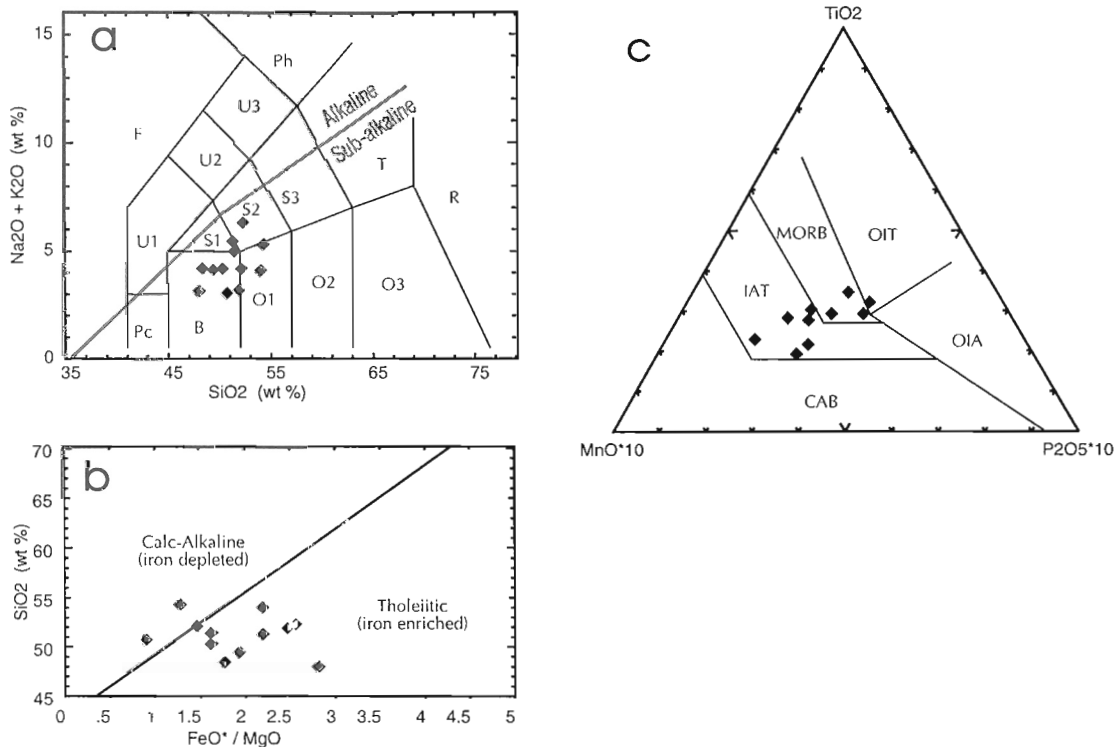 a
15
10
5
0
Na2O + K2O (wt %)
F
Ph
U3
Alkaline
Sub-alkaline
U2
T
S3
S2
R
U1
S1
O1
O2
O3
Pc
B
35
45
55
65
75
SiO2 (wt %)
b
70
65
60
55
50
45
SiO2 (wt %)
Calc-Alkaline
(iron depleted)
Tholeiitic
(iron enriched)
0 .5 1 1.5 2 2.5 3 3.5 4 4.5 5
FeO* / MgO
c
TiO2
MORB
OIT
IAT
OIA
CAB
MnO*10
P2O5*10